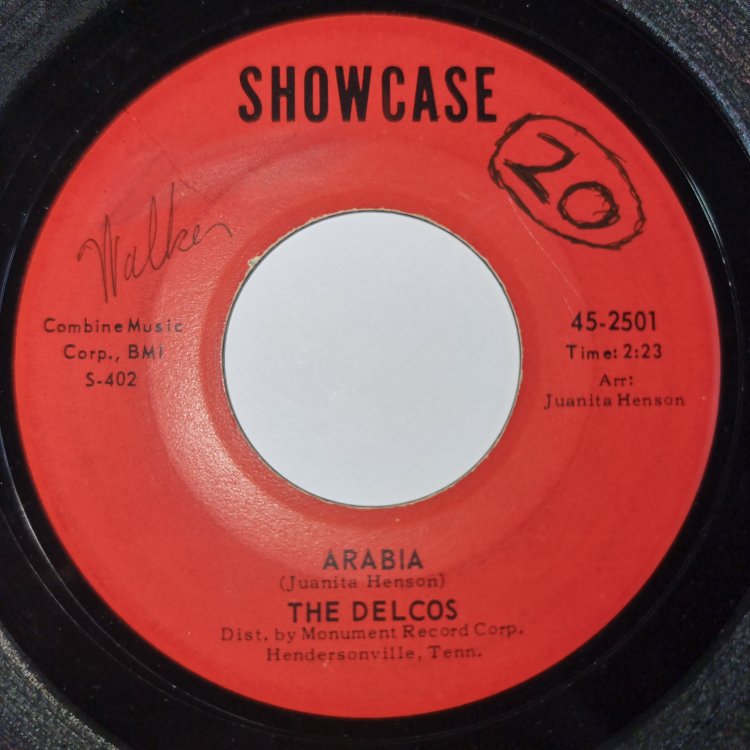 SHOWCASE
20
Walker
Combine Music
Corp., BMI
S-402
45-2501
Time: 2:23
Arr:
Juanita Henson
ARABIA
(Juanita Henson)
THE DELCOS
Dist. by Monument Record Corp.
Hendersonville, Tenn.